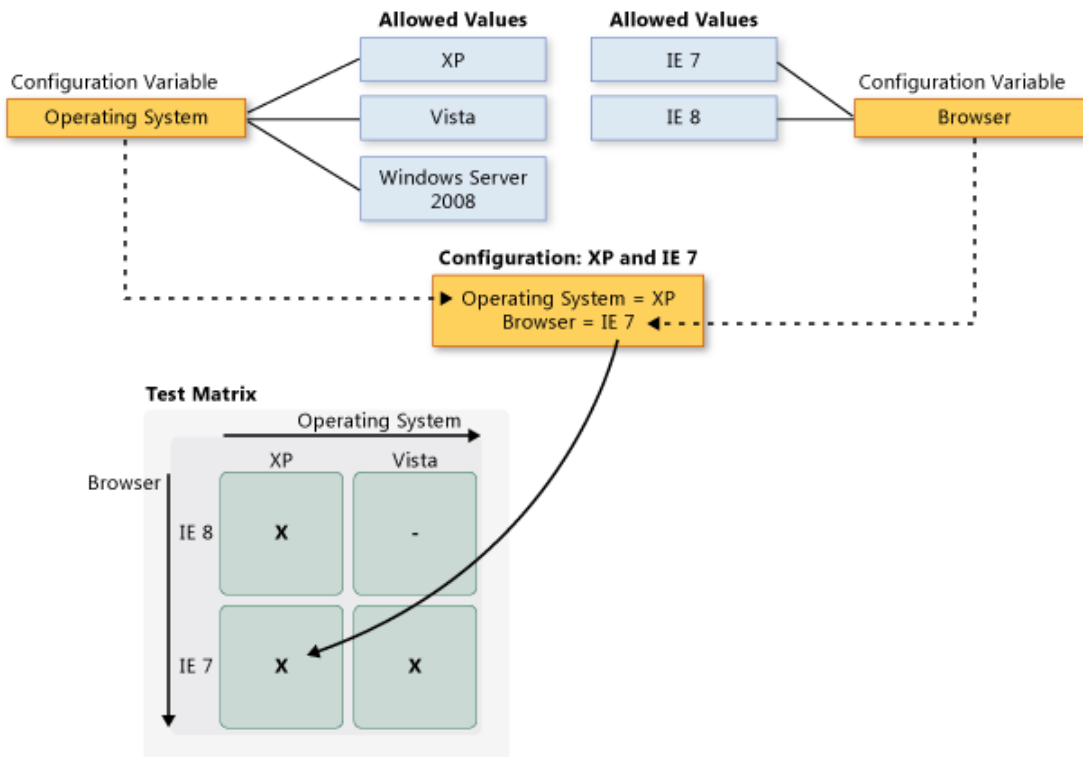 Allowed Values
Allowed Values
XP
IE 7
Configuration Variable
Configuration Variable
Operating System
Vista
IE 8
Browser
Windows Server
2008
Configuration: XP and IE 7
Operating System = XP
Browser = IE 7
Test Matrix
Operating System
XP
Vista
Browser
IE 8
X
-
IE 7
X
X